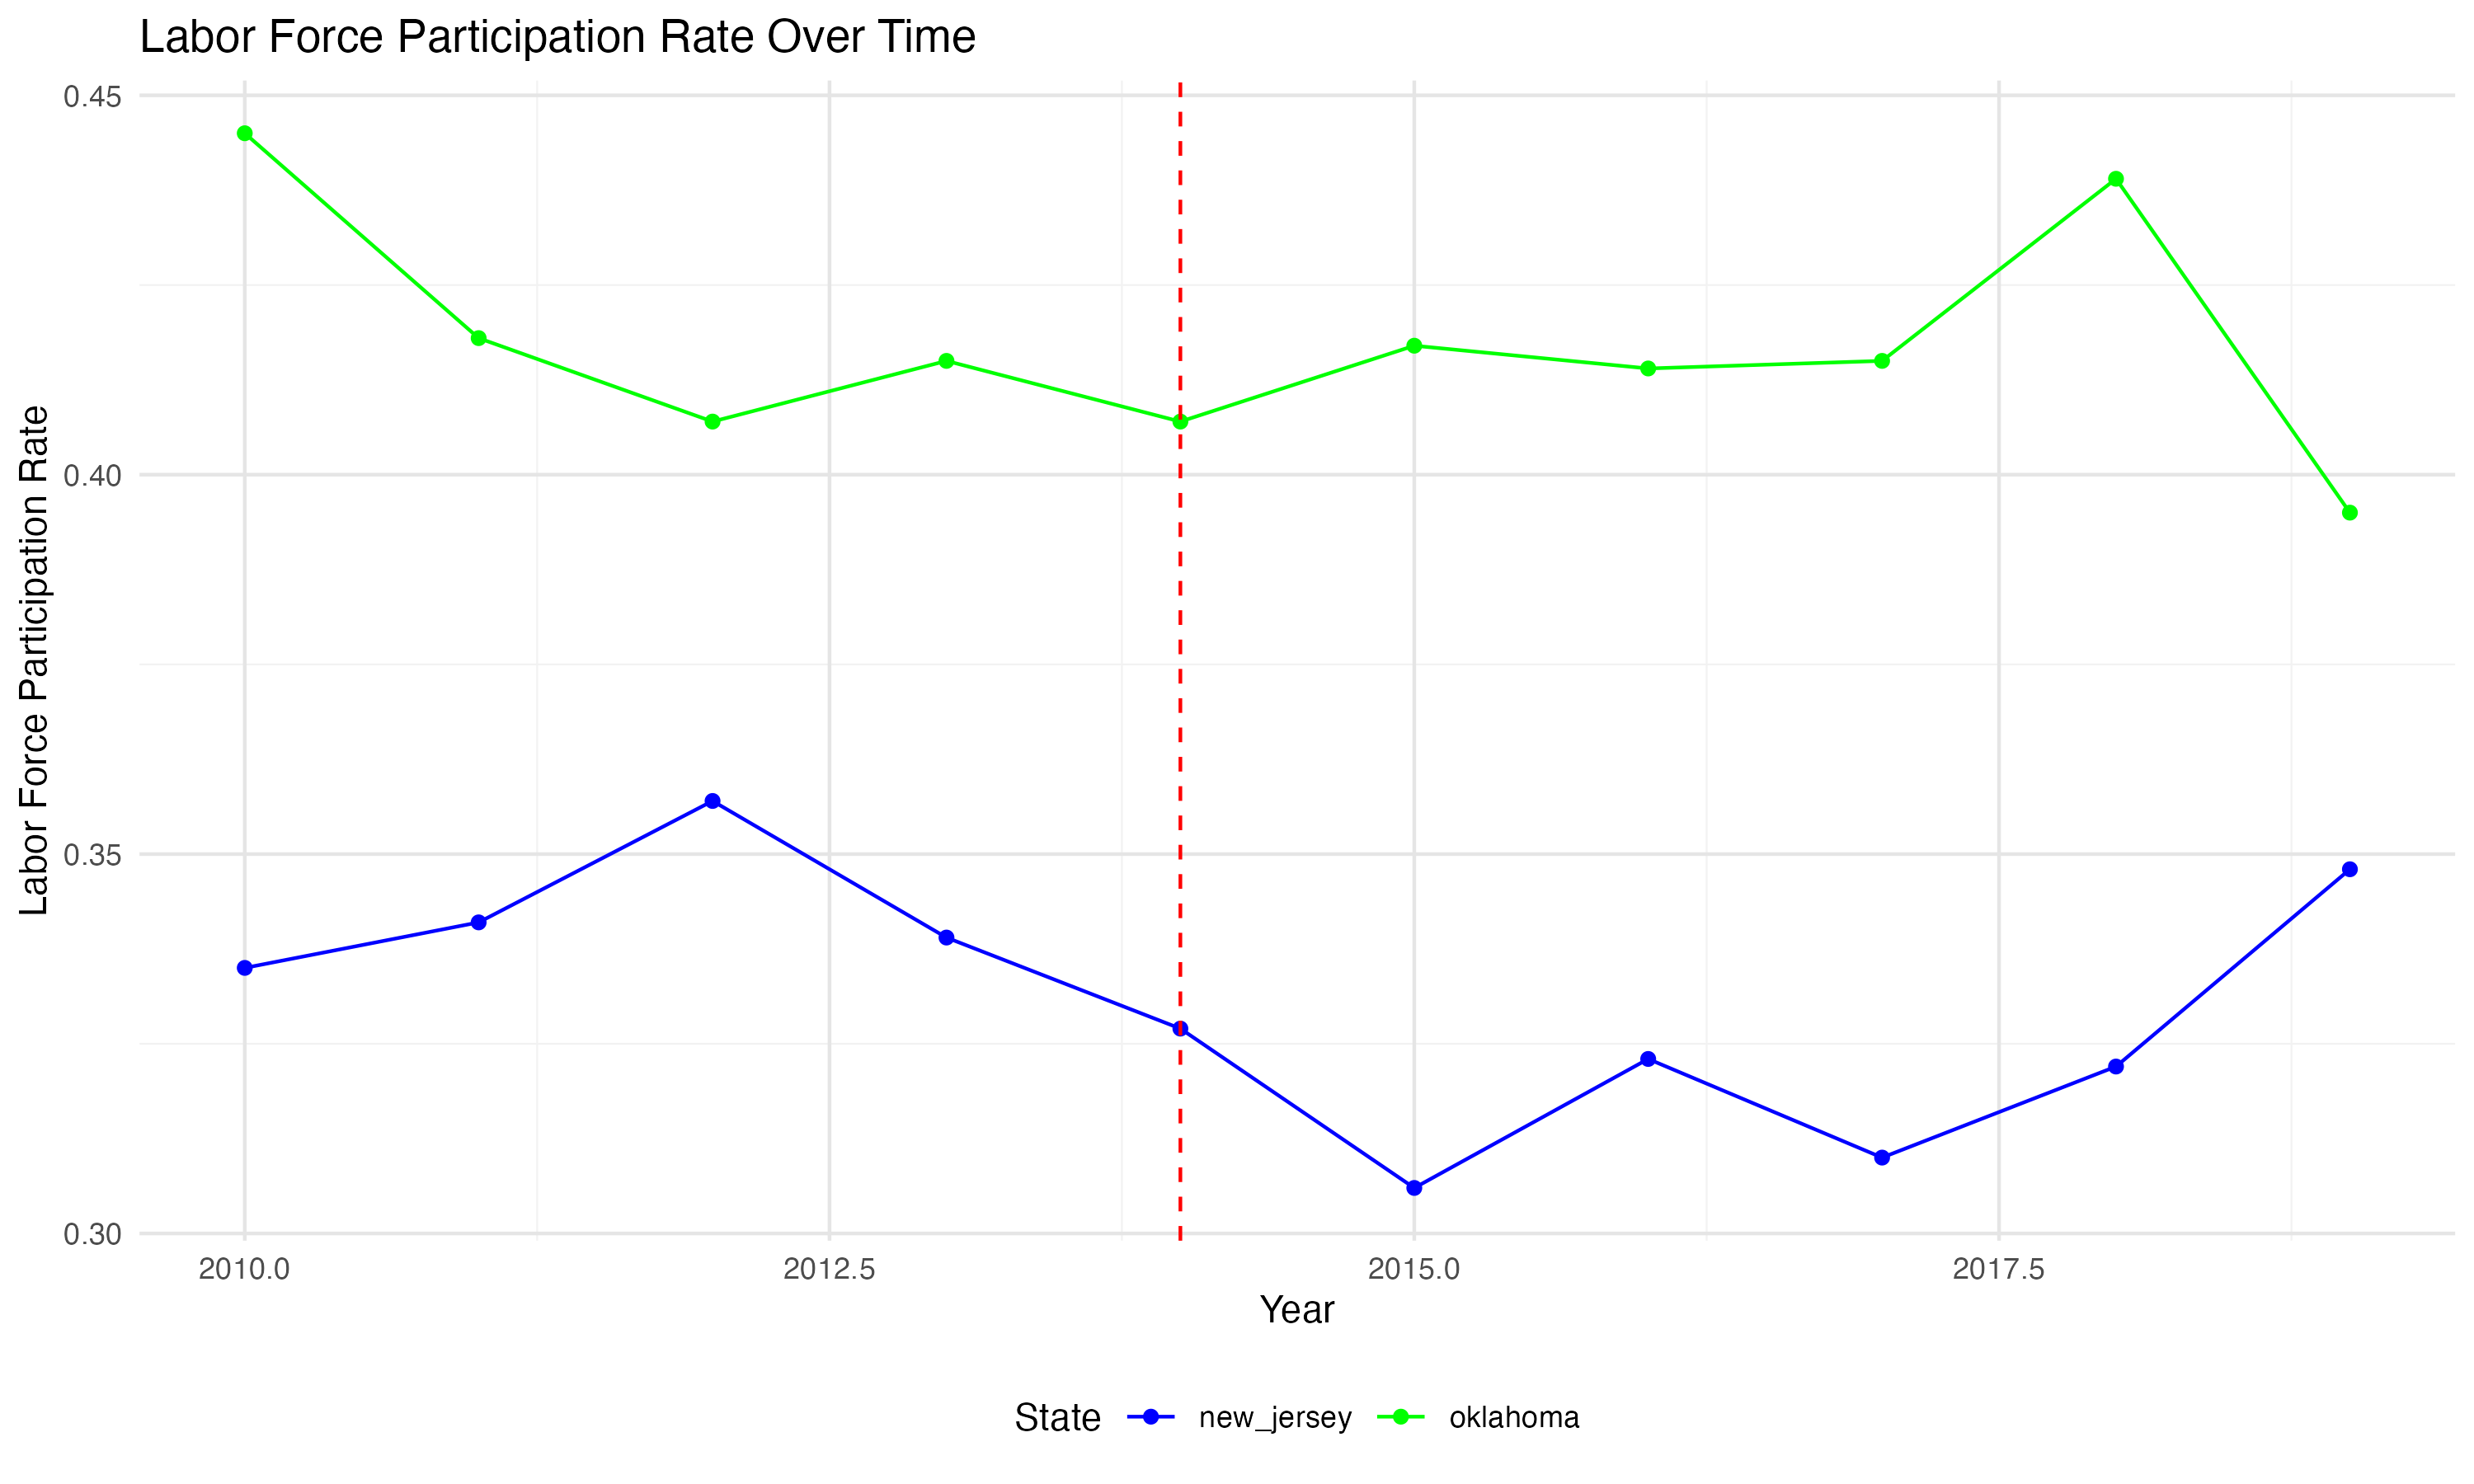 Labor Force Participation Rate Over Time
Labor Force Participation Rate
0.45
0.40
0.35
0.30
2010.0 2012.5 2015.0 2017.5
Year
State new_jersey oklahoma